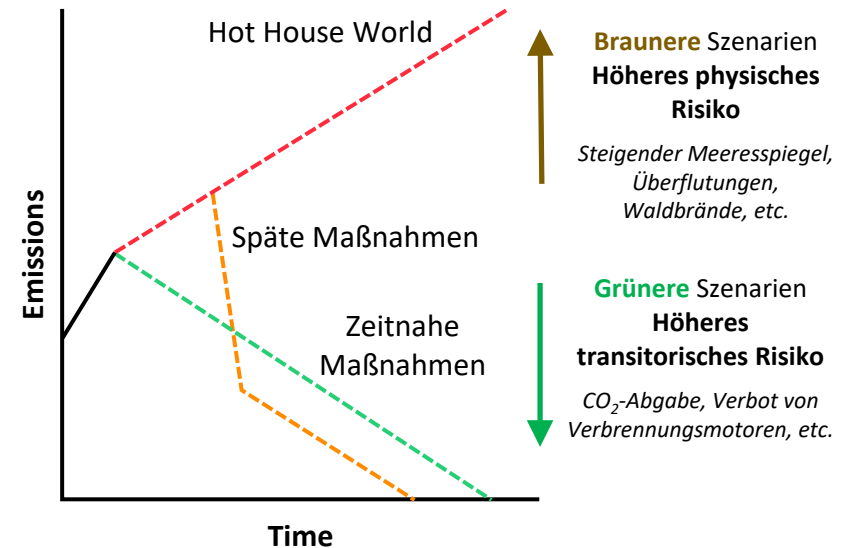 Hot House World
Späte Maßnahmen
Zeitnahe
Maßnahmen
Emissions
Time
Braunere Szenarien
Höheres physisches
Risiko
Steigender Meeresspiegel,
Überflutungen,
Waldbrände, etc.
Grünere Szenarien
Höheres
transitorisches Risiko
CO₂-Abgabe, Verbot von
Verbrennungsmotoren, etc.